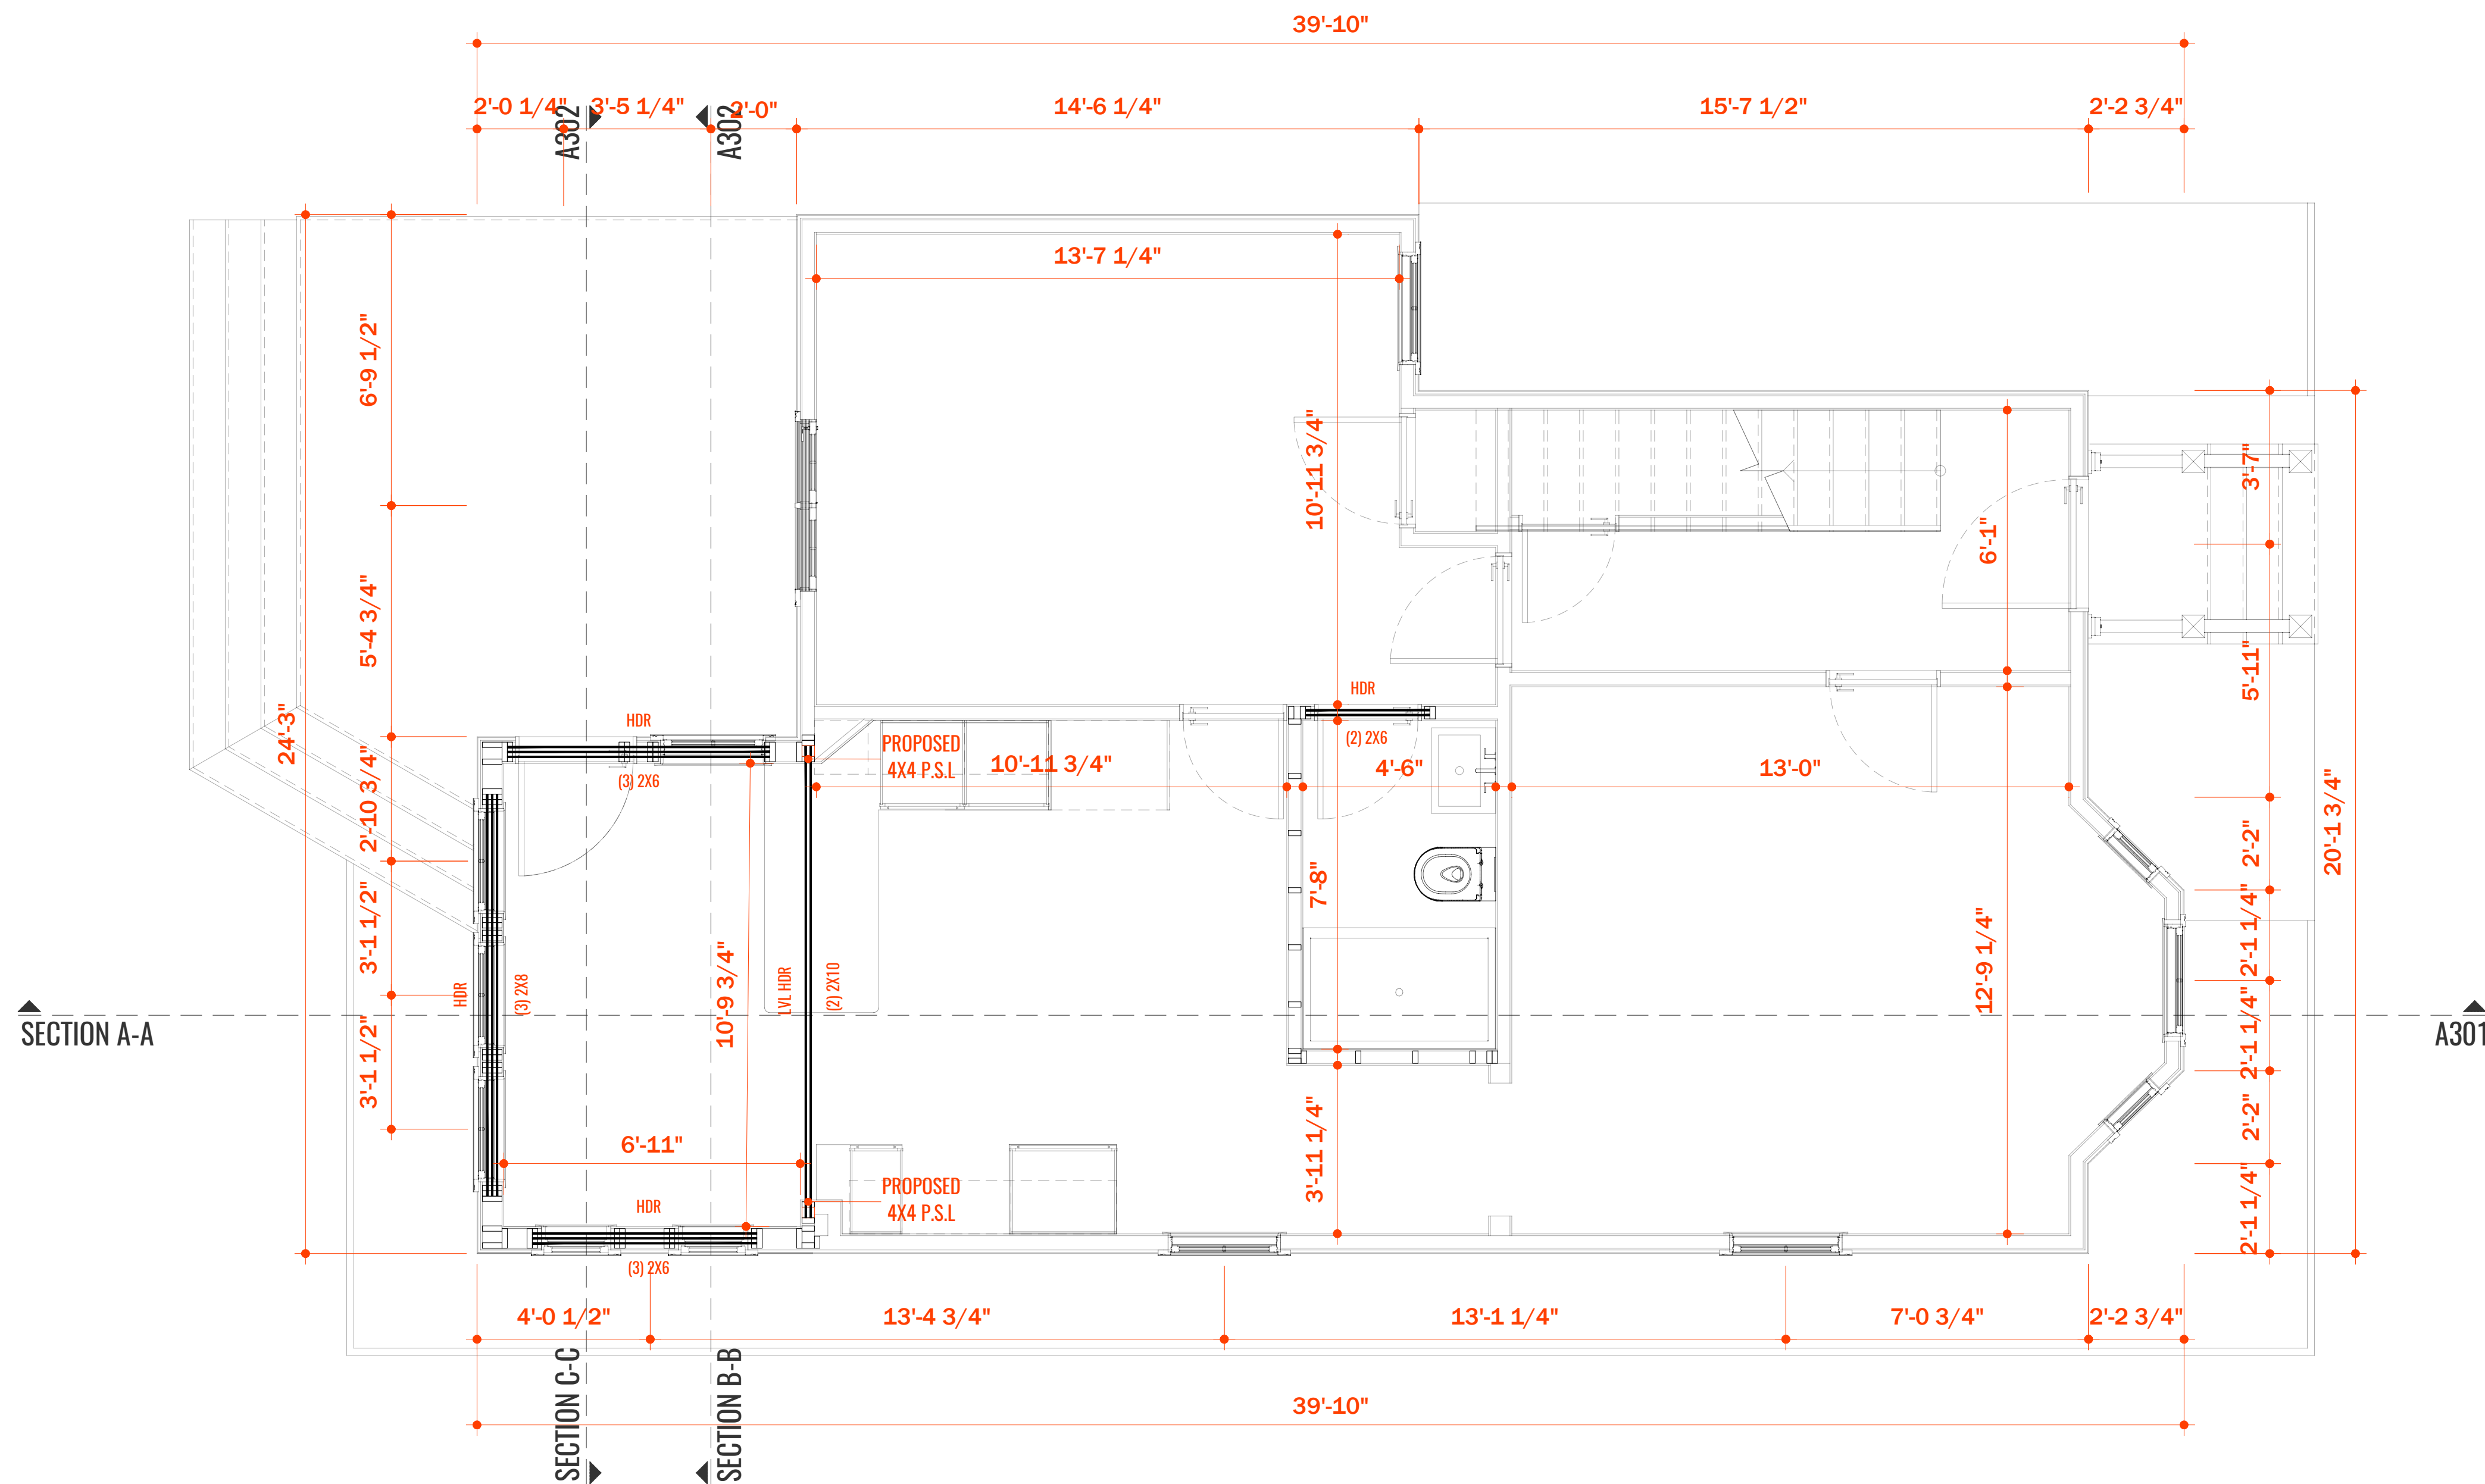 39'-10"
2'-0 1/4"
3'-5 1/4"
2'-0"
14'-6 1/4"
15'-7 1/2"
2'-2 3/4"
A302
A302
13'-7 1/4"
6'-9 1/2"
5'-4 3/4"
24'-3"
2'-10 3/4"
3'-1 1/2"
3'-1 1/2"
10'-11 3/4"
6'-1"
3'-7"
5'-11"
HDR
(3) 2X6
PROPOSED
4X4 P.S.L
10'-11 3/4"
HDR
(2) 2X6
4'-6"
13'-0"
7'-8"
2'-2"
20'-1 3/4"
2'-1 1/4"
2'-1 1/4"
2'-2"
2'-1 1/4"
HDR
(3) 2X8
10'-9 3/4"
LVL HDR
(2) 2X10
12'-9 1/4"
SECTION A-A
A301
6'-11"
3'-11 1/4"
PROPOSED
4X4 P.S.L
HDR
(3) 2X6
4'-0 1/2"
13'-4 3/4"
13'-1 1/4"
7'-0 3/4"
2'-2 3/4"
SECTION C-C
SECTION B-B
39'-10"